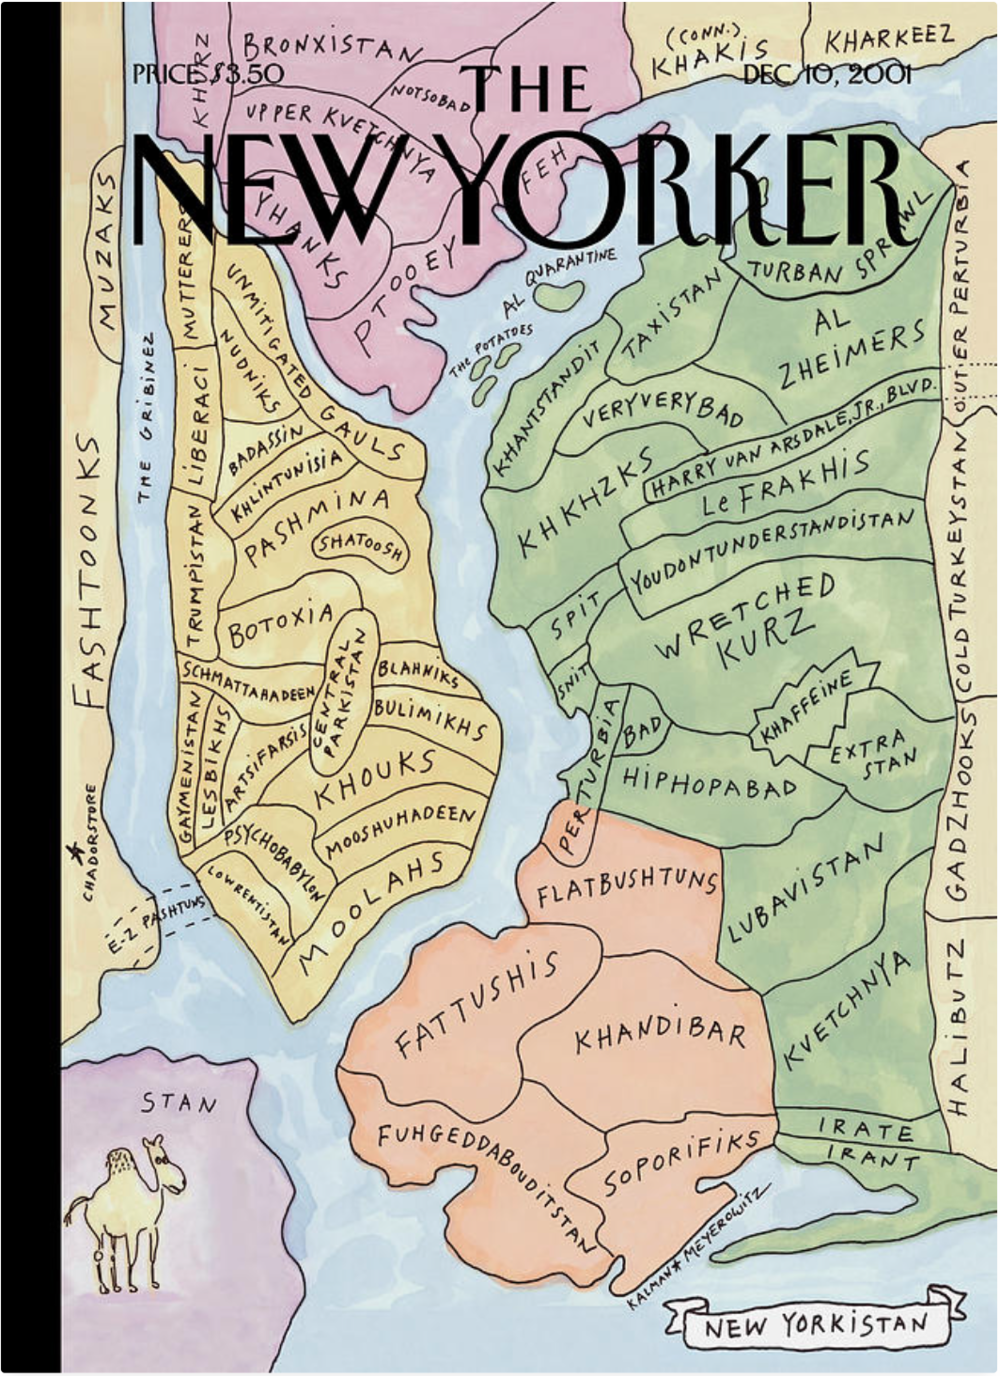 (CONN.)
KHAKIS
KHARKEEZ
KHURZ
BRONXISTAN
PRICE $3.50
THE
DEC. 10, 2001
NEW YORKER
NOTSOBAD
UPPER KVETCHNYA
FEH
YHANKS
PTOOEY
MUZAKS
MUTTERERS
AL QUARANTINE
THE POTATOES
TURBAN SPRAWL
OUTER PERTURBIA
UNMITIGATED GAULS
NUDNIKS
TAXISTAN
AL
ZHEIMERS
KHANTSTANDIT
VERYVERYBAD
THE GRIBINEZ
LIBERACI
BADASSIN
KHLINTUNISIA
HARRY VAN ARSDALE, JR., BLVD.
FASHTOONKS
PASHMINA
SHATOOSH
KHKHZKS
LeFRAKHIS
TRUMPISTAN
YOUDONTUNDERSTANDISTAN
COLDTURKEYSTAN
BOTOXIA
SPIT
WRETCHED
KURZ
SCHMATTAHADEEN
CENTRAL
PARKISTAN
BLAHNIKS
SNIT
BULIMIKHS
GAYMENISTAN
LESBIKHS
ARTSIFARSIS
PERTURBIA
BAD
KHAFFEINE
EXTRA
STAN
KHOUKS
HIPHOPABAD
GADZHOOKS
CHADORSTORE
PSYCHOBABYLON
MOOSHUHADEEN
LOWRENTISTAN
MOOLAHS
FLATBUSHTUNS
LUBAVISTAN
E-Z PASHTUNS
FATTUSHIS
KHANDIBAR
KVETCHNYA
HALIBUTZ
STAN
FUHGEDDABOUDITSTAN
SOPORIFIKS
IRATE
IRANT
KALMAN★MEYEROWITZ
NEW YORKISTAN